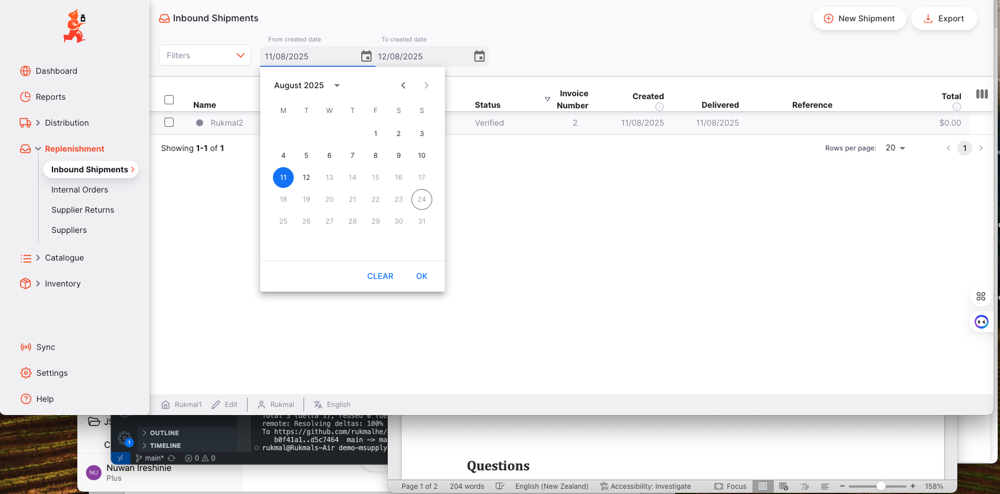 Inbound Shipments
New Shipment
Export
From created date
To created date
Filters
11/08/2025
12/08/2025
Dashboard
Reports
Distribution
Replenishment
Inbound Shipments
Internal Orders
Supplier Returns
Suppliers
Catalogue
Inventory
Sync
Settings
Help
August 2025
M T W T F S S
1 2 3
4 5 6 7 8 9 10
11 12 13 14 15 16 17
18 19 20 21 22 23 24
25 26 27 28 29 30 31
CLEAR OK
Name Status Invoice Number Created Delivered Reference Total
Rukmal2 Verified 2 11/08/2025 11/08/2025 $0.00
Showing 1-1 of 1
Rows per page: 20 1
Rukmal1 Edit Rukmal English
OUTLINE
TIMELINE
main* 0 0
1
remote: Resolving deltas: 100%
To https://github.com/rukmalhe/
b0f41a1..d5c7464 main -> ma
rukmal@Rukmals-Air demo-msupply
NU
Nuwan Ireshinie
Plus
Questions
Page 1 of 2 204 words English (New Zealand) Accessibility: Investigate Focus 158%